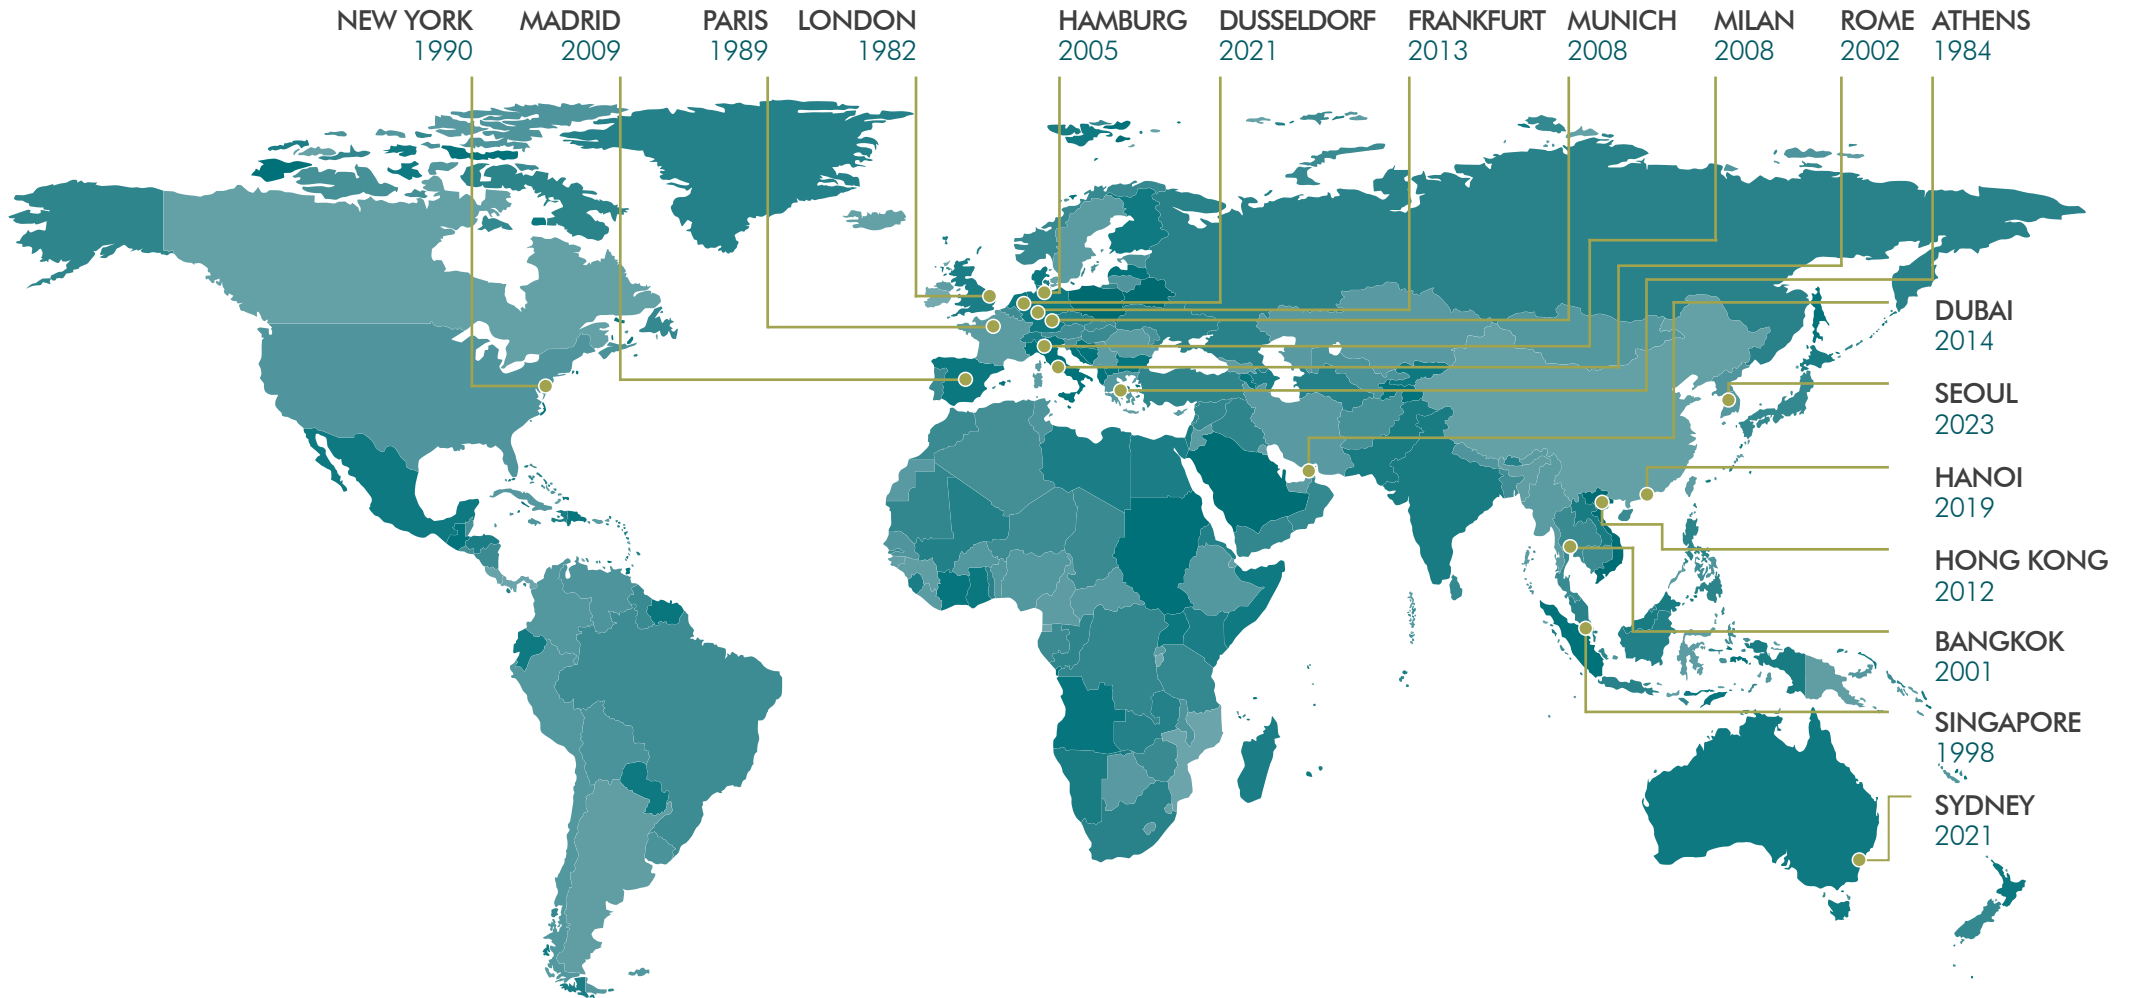 NEW YORK
1990
MADRID
2009
PARIS
1989
LONDON
1982
HAMBURG
2005
DUSSELDORF
2021
FRANKFURT
2013
MUNICH
2008
MILAN
2008
ROME
2002
ATHENS
1984
DUBAI
2014
SEOUL
2023
HANOI
2019
HONG KONG
2012
BANGKOK
2001
SINGAPORE
1998
SYDNEY
2021